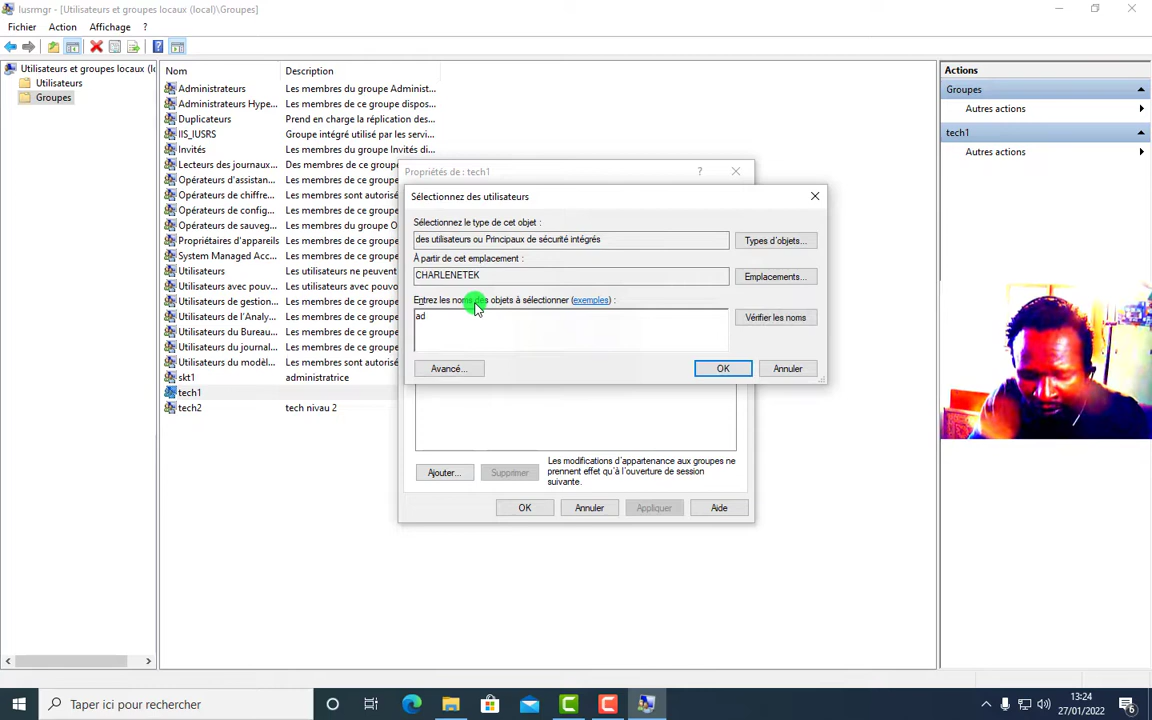 lusrmgr - [Utilisateurs et groupes locaux (local)\Groupes]
Fichier Action Affichage ?
Utilisateurs et groupes locaux (l
Utilisateurs
Groupes
Nom Description
Administrateurs Les membres du groupe Administ...
Administrateurs Hype... Les membres de ce groupe dispos...
Duplicateurs Prend en charge la réplication des...
IIS_IUSRS Groupe intégré utilisé par les servi...
Invités Les membres du groupe Invités di...
Lecteurs des journaux... Des membres de ce groupe
Opérateurs d'assistan... Les membres de ce groupe
Opérateurs de chiffre... Les membres sont autorisé
Opérateurs de config... Les membres de ce groupe
Opérateurs de sauveg... Les membres du groupe O
Propriétaires d'appareils Les membres de ce groupe
System Managed Acc... Les membres de ce groupe
Utilisateurs Les utilisateurs ne peuvent
Utilisateurs avec pou... Les utilisateurs avec pouvo
Utilisateurs de gestion... Les membres de ce groupe
Utilisateurs de l'Analy... Les membres de ce groupe
Utilisateurs du Bureau... Les membres de ce groupe
Utilisateurs du journal... Les membres de ce groupe
Utilisateurs du modèl... Les membres sont autorisé
skt1 administratrice
tech1
tech2 tech nivau 2
Propriétés de : tech1 ?
Sélectionnez des utilisateurs
Sélectionnez le type de cet objet :
des utilisateurs ou Principaux de sécurité intégrés Types d'objets...
À partir de cet emplacement :
CHARLENETEK Emplacements...
Entrez les noms des objets à sélectionner (exemples) :
ad Vérifier les noms
Avancé... OK Annuler
Ajouter... Supprimer
Les modifications d'appartenance aux groupes ne
prennent effet qu'à l'ouverture de session
suivante.
OK Annuler Appliquer Aide
Actions
Groupes
Autres actions
tech1
Autres actions
Taper ici pour rechercher
13:24
27/01/2022
6